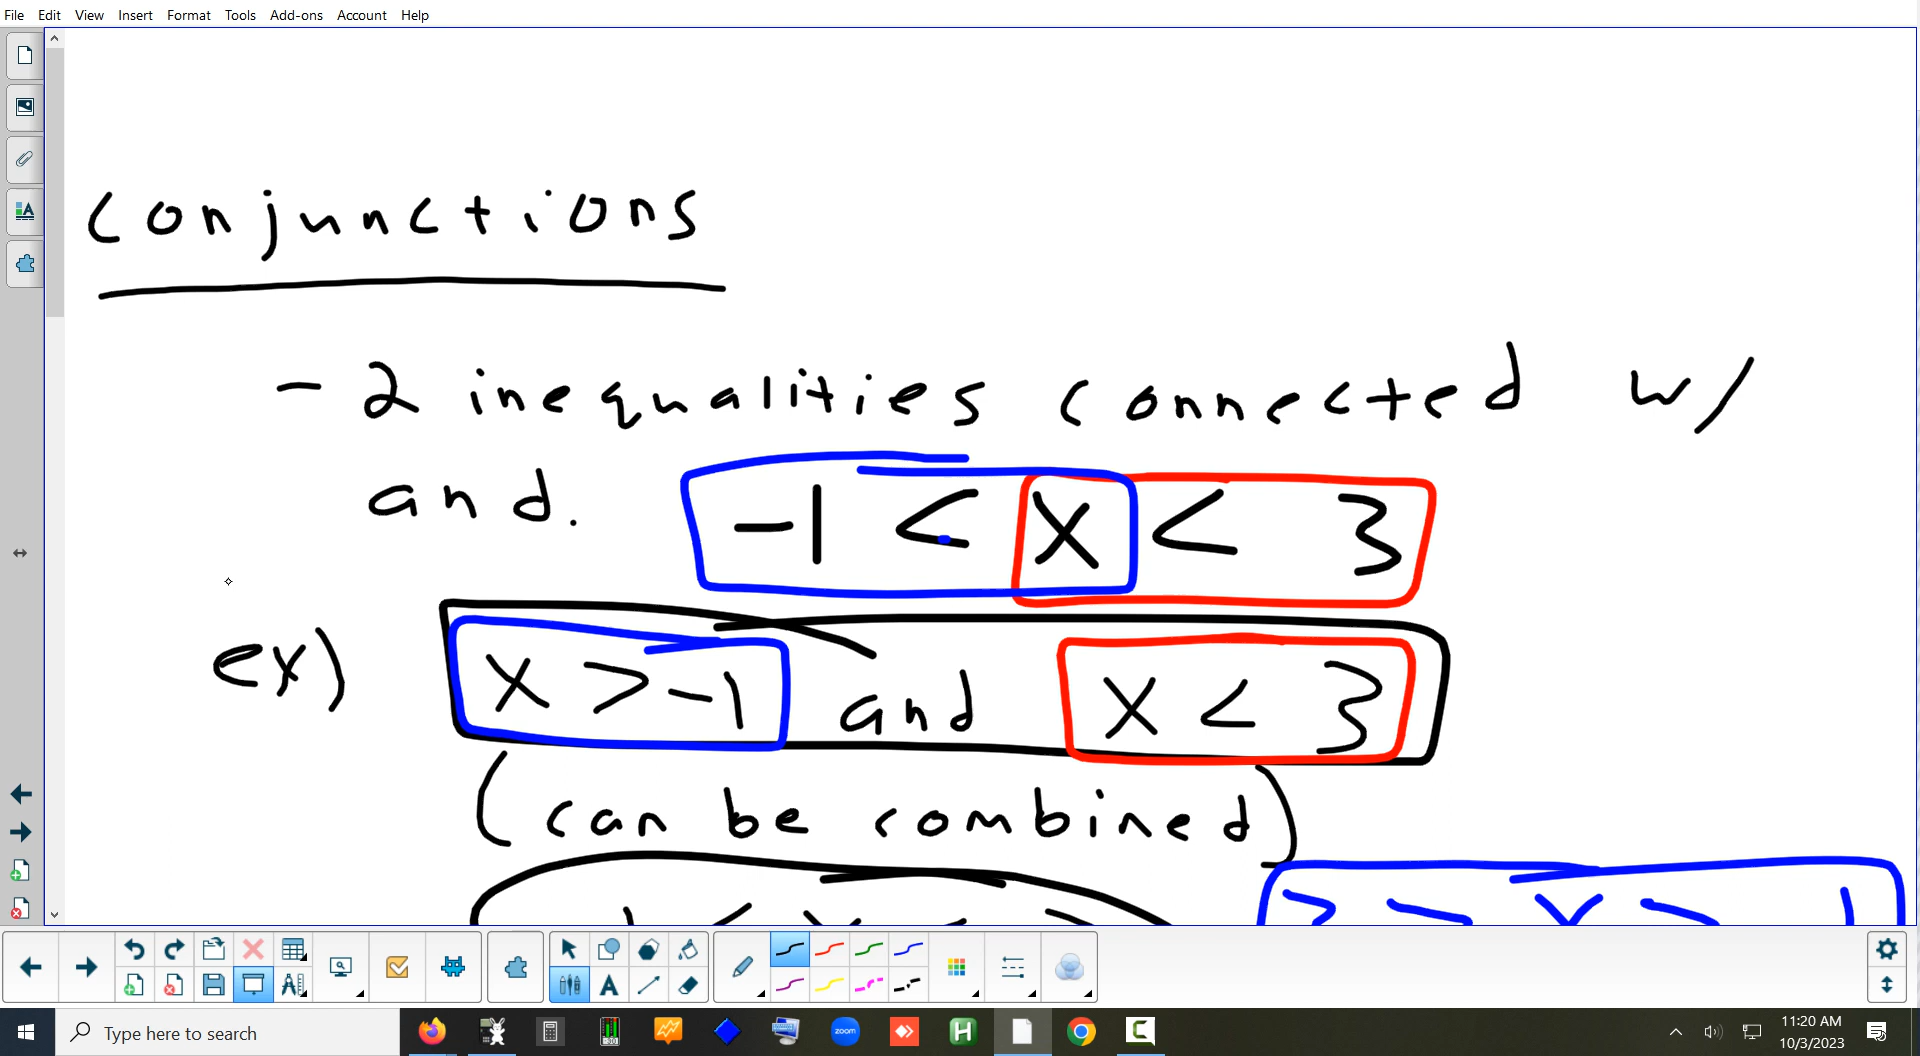 File Edit View Insert Format Tools Add-ons Account Help
conjunctions
- 2 inequalities connected w/
and. -1 < x < 3
ex) x > -1 and x < 3
(can be combined)
Type here to search
zoom
11:20 AM
10/3/2023